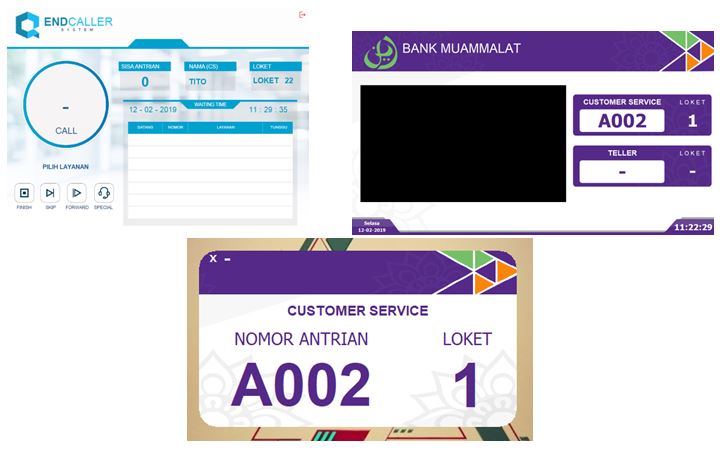 ENDCALLER
SYSTEM
SISA ANTRIAN
NAMA (CS)
LOKET
0
TITO
LOKET 22
WAITING TIME
12 - 02 - 2019
11 : 29 : 35
DATANG NOMOR LAYANAN TUNGGU
-
CALL
PILIH LAYANAN
FINISH SKIP FORWARD SPECIAL
BANK MUAMMALAT
CUSTOMER SERVICE LOKET
A002 1
TELLER LOKET
- -
Selasa
12-02-2019
11:22:29
X -
CUSTOMER SERVICE
NOMOR ANTRIAN LOKET
A002 1